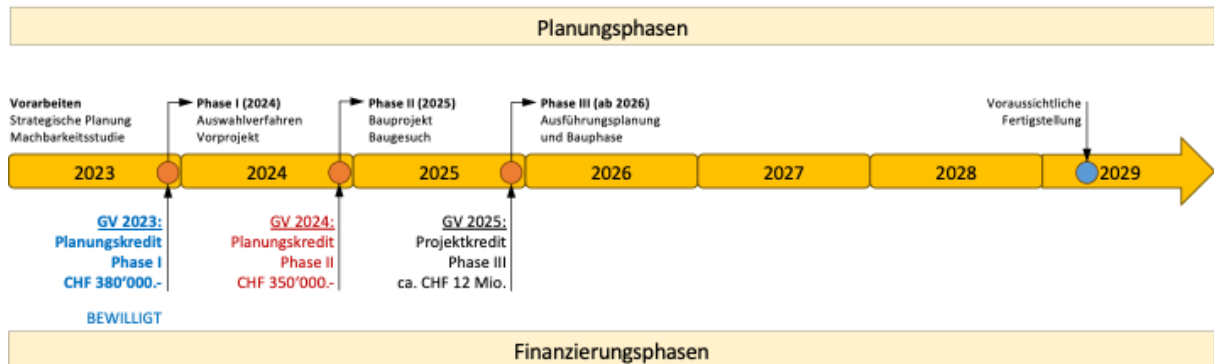 Planungsphasen
Vorarbeiten
Strategische Planung
Machbarkeitsstudie
Phase I (2024)
Auswahlverfahren
Vorprojekt
Phase II (2025)
Bauprojekt
Baugesuch
Phase III (ab 2026)
Ausführungsplanung
und Bauphase
Voraussichtliche
Fertigstellung
2023
2024
2025
2026
2027
2028
2029
GV 2023:
Planungskredit
Phase I
CHF 380’000.-
BEWILLIGT
GV 2024:
Planungskredit
Phase II
CHF 350’000.-
GV 2025:
Projektkredit
Phase III
ca. CHF 12 Mio.
Finanzierungsphasen